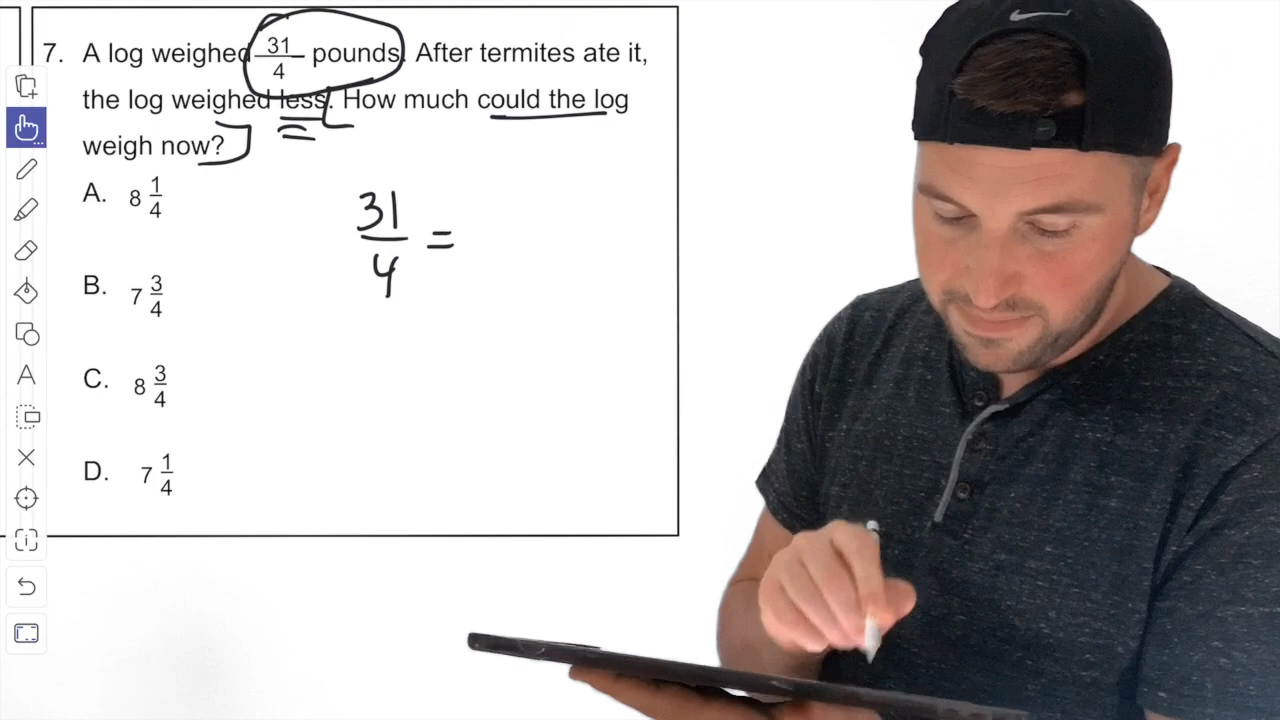 7. A log weighed 31/4 pounds. After termites ate it,
the log weighed less. How much could the log
weigh now?
A. 8 1/4
31/4 =
B. 7 3/4
C. 8 3/4
D. 7 1/4